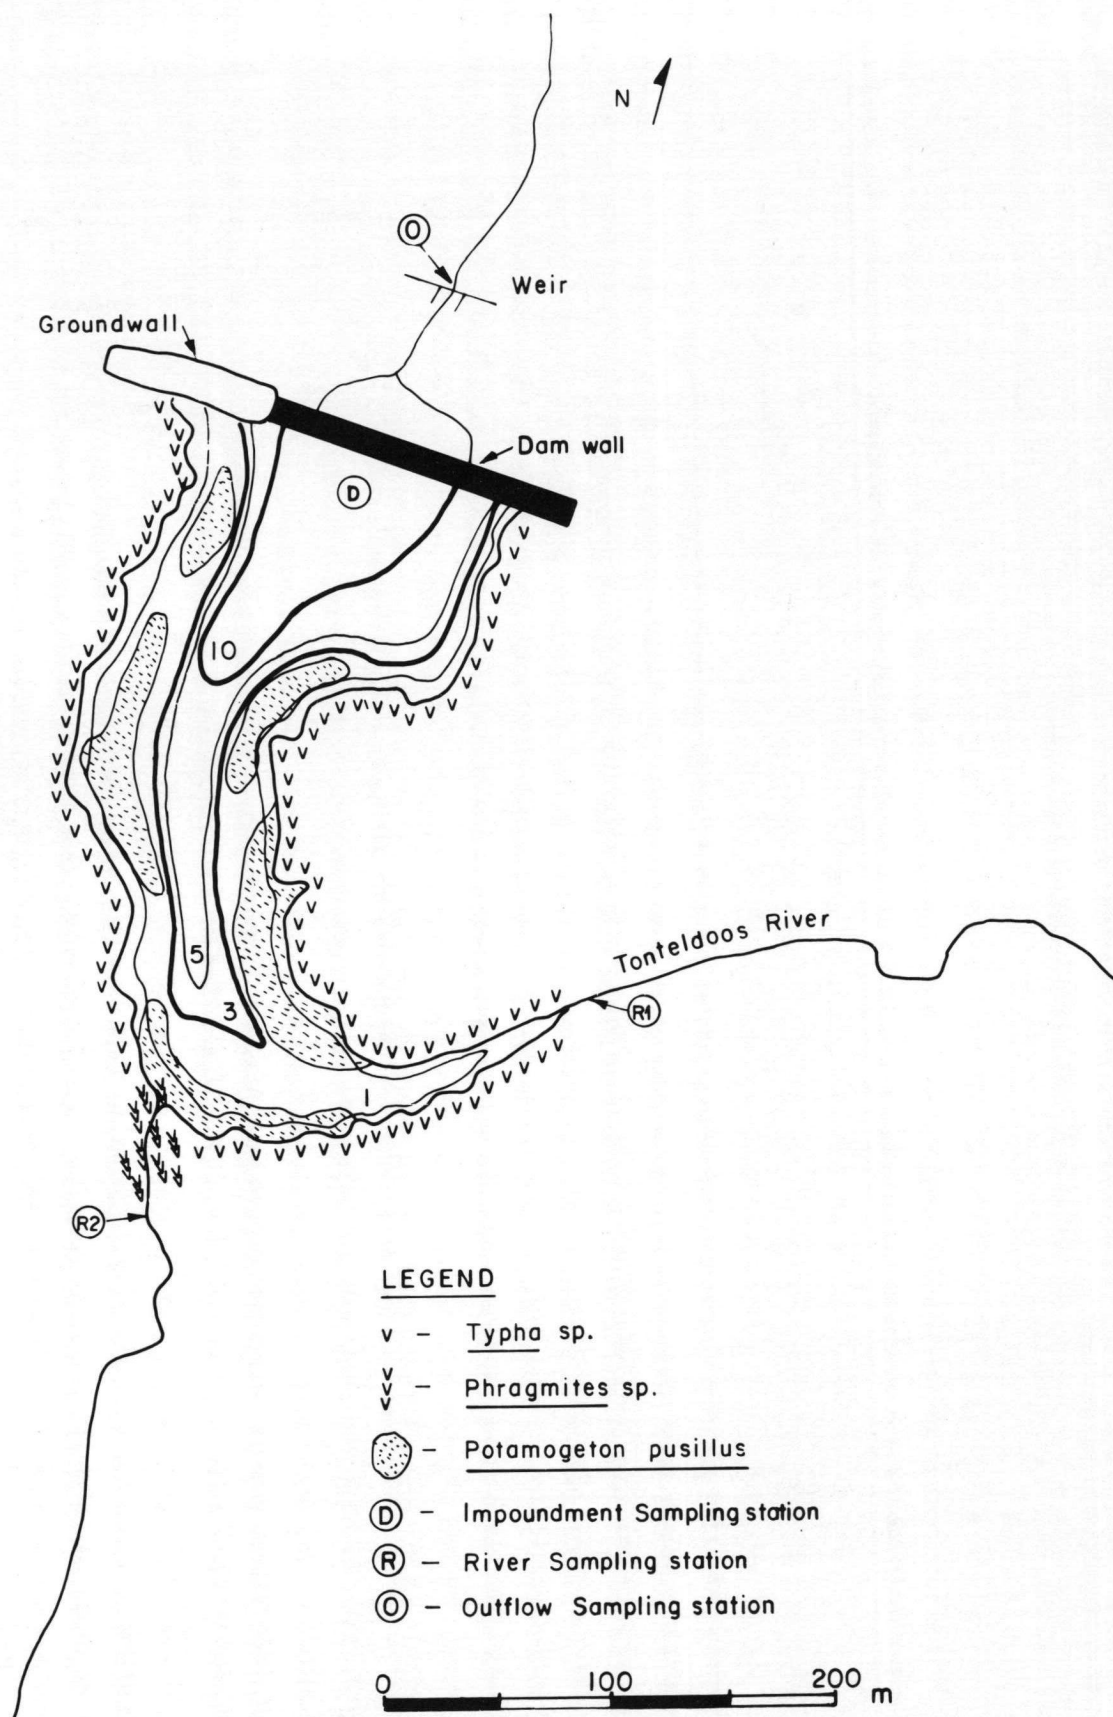 N
O
Weir
Groundwall
Dam wall
D
10
5
Tonteldoos River
3
R1
1
R2
LEGEND
v – Typha sp.
– Phragmites sp.
– Potamogeton pusillus
D – Impoundment Sampling station
R – River Sampling station
O – Outflow Sampling station
0 100 200 m